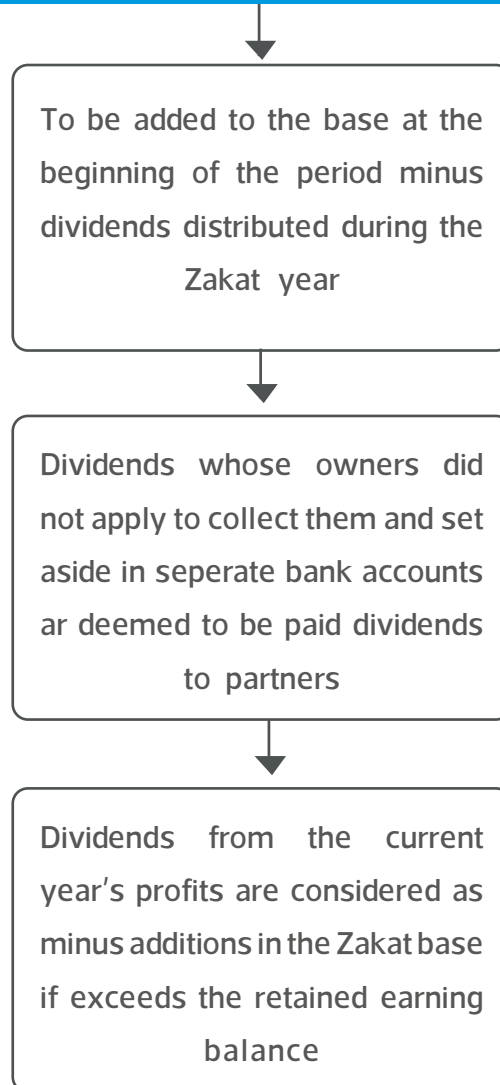 To be added to the base at the
beginning of the period minus
dividends distributed during the
Zakat year
Dividends whose owners did
not apply to collect them and set
aside in seperate bank accounts
ar deemed to be paid dividends
to partners
Dividends from the current
year's profits are considered as
minus additions in the Zakat base
if exceeds the retained earning
balance